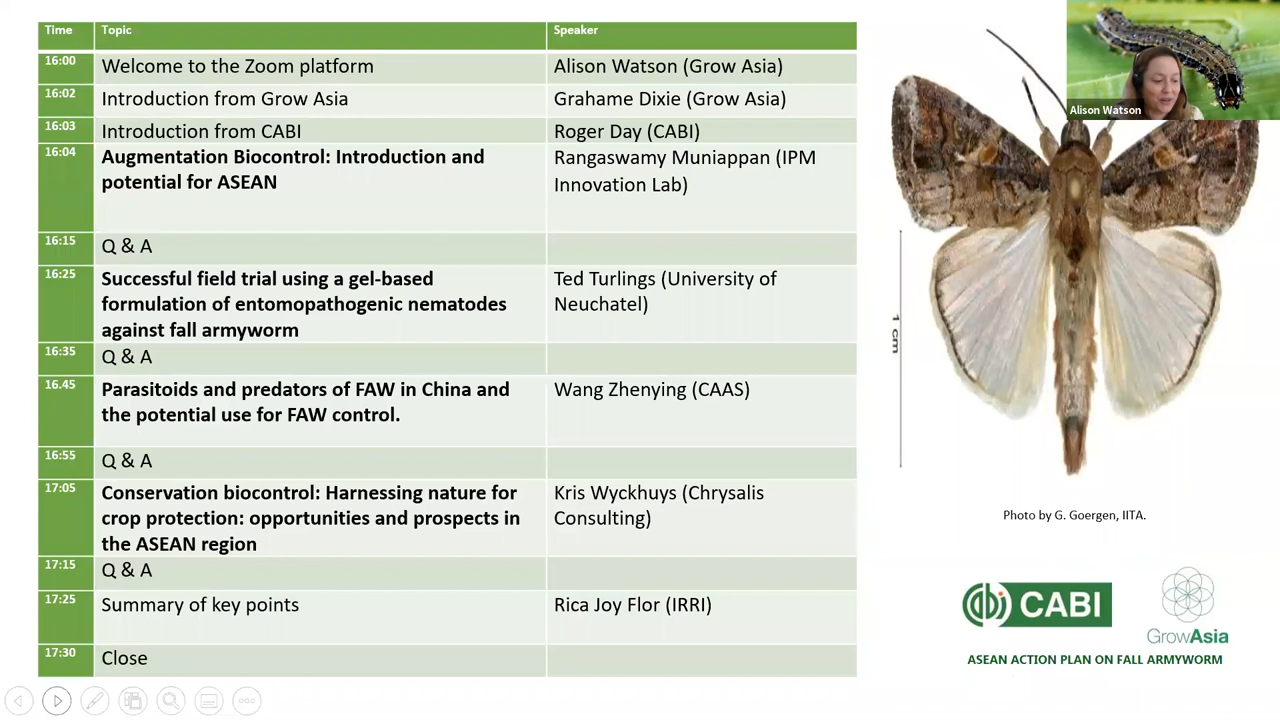 Time Topic Speaker
16:00 Welcome to the Zoom platform Alison Watson (Grow Asia)
16:02 Introduction from Grow Asia Grahame Dixie (Grow Asia)
16:03 Introduction from CABI Roger Day (CABI)
16:04 Augmentation Biocontrol: Introduction and Rangaswamy Muniappan (IPM
potential for ASEAN Innovation Lab)
16:15 Q & A
16:25 Successful field trial using a gel-based Ted Turlings (University of
formulation of entomopathogenic nematodes Neuchatel)
against fall armyworm
16:35 Q & A
16.45 Parasitoids and predators of FAW in China and Wang Zhenying (CAAS)
the potential use for FAW control.
16:55 Q & A
17:05 Conservation biocontrol: Harnessing nature for Kris Wyckhuys (Chrysalis
crop protection: opportunities and prospects in Consulting)
the ASEAN region
17:15 Q & A
17:25 Summary of key points Rica Joy Flor (IRRI)
17:30 Close
Alison Watson
1 cm
Photo by G. Goergen, IITA.
CABI
GrowAsia
ASEAN ACTION PLAN ON FALL ARMYWORM